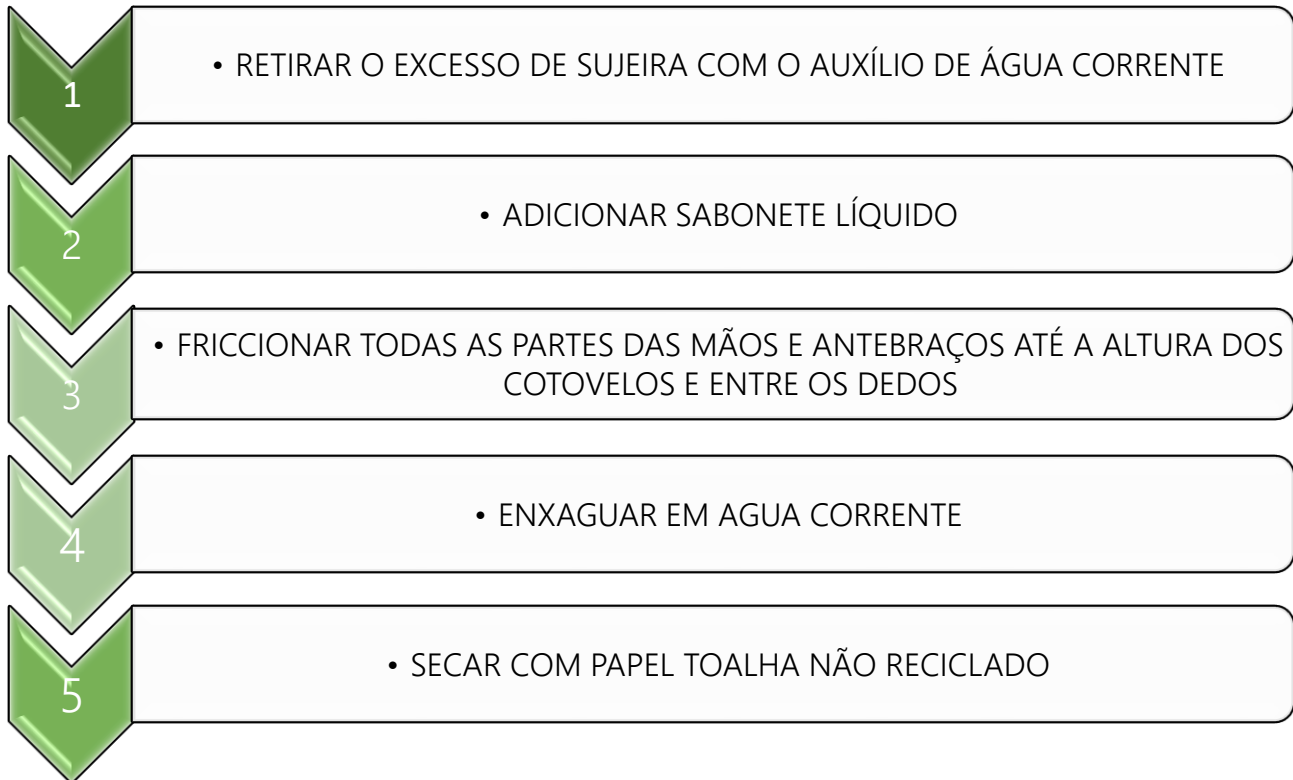 1
• RETIRAR O EXCESSO DE SUJEIRA COM O AUXÍLIO DE ÁGUA CORRENTE
2
• ADICIONAR SABONETE LÍQUIDO
3
• FRICCIONAR TODAS AS PARTES DAS MÃOS E ANTEBRAÇOS ATÉ A ALTURA DOS
COTOVELOS E ENTRE OS DEDOS
4
• ENXAGUAR EM AGUA CORRENTE
5
• SECAR COM PAPEL TOALHA NÃO RECICLADO